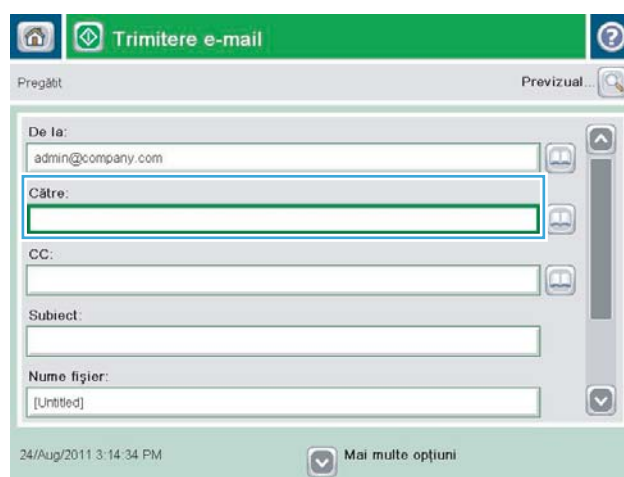 Trimitere e-mail
Pregătit
Previzual...
De la:
admin@company.com
Către:
CC:
Subiect:
Nume fişier:
[Untitled]
24/Aug/2011 3:14:34 PM
Mai multe opţiuni